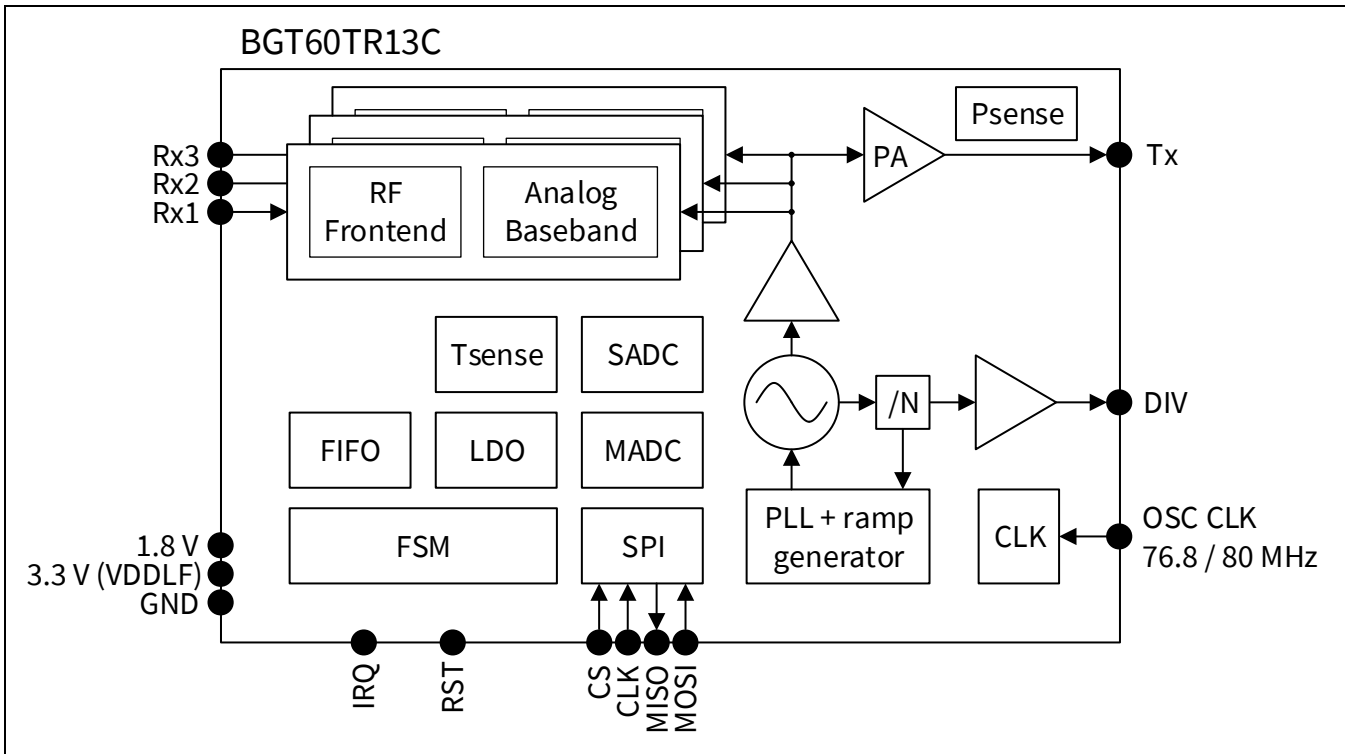 BGT60TR13C
Psense
Rx3
Rx2
Rx1
RF
Frontend
Analog
Baseband
PA
Tx
Tsense
SADC
/N
DIV
FIFO
LDO
MADC
FSM
SPI
PLL + ramp
generator
CLK
OSC CLK
76.8 / 80 MHz
1.8 V
3.3 V (VDDLF)
GND
IRQ
RST
CS
CLK
MISO
MOSI